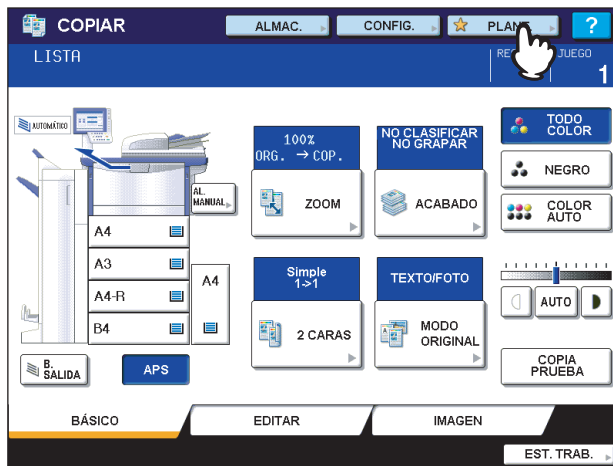 COPIAR
ALMAC.
CONFIG.
PLANT.
?
LISTA
JUEGO
1
AUTOMÁTICO
AL.
MANUAL
A4
A3
A4-R
B4
A4
B.
SALIDA
APS
100%
ORG. → COP.
ZOOM
NO CLASIFICAR
NO GRAPAR
ACABADO
Simple
1->1
2 CARAS
TEXTO/FOTO
MODO
ORIGINAL
TODO
COLOR
NEGRO
COLOR
AUTO
AUTO
COPIA
PRUEBA
BÁSICO
EDITAR
IMAGEN
EST. TRAB.